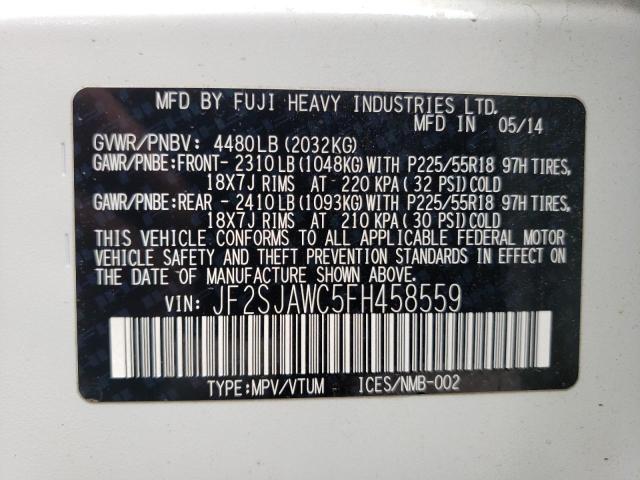 MFD BY FUJI HEAVY INDUSTRIES LTD.
MFD IN 05/14
GVWR/PNBV: 4480LB(2032KG)
GAWR/PNBE:FRONT- 2310LB(1048KG)WITH P225/55R18 97H TIRES,
18X7J RIMS AT 220 KPA( 32 PSI)COLD
GAWR/PNBE:REAR - 2410LB(1093KG)WITH P225/55R18 97H TIRES,
18X7J RIMS AT 210 KPA( 30 PSI)COLD
THIS VEHICLE CONFORMS TO ALL APPLICABLE FEDERAL MOTOR
VEHICLE SAFETY AND THEFT PREVENTION STANDARDS IN EFFECT ON
THE DATE OF MANUFACTURE SHOWN ABOVE.
VIN: JF2SJAWC5FH458559
TYPE:MPV/VTUM ICES/NMB-002